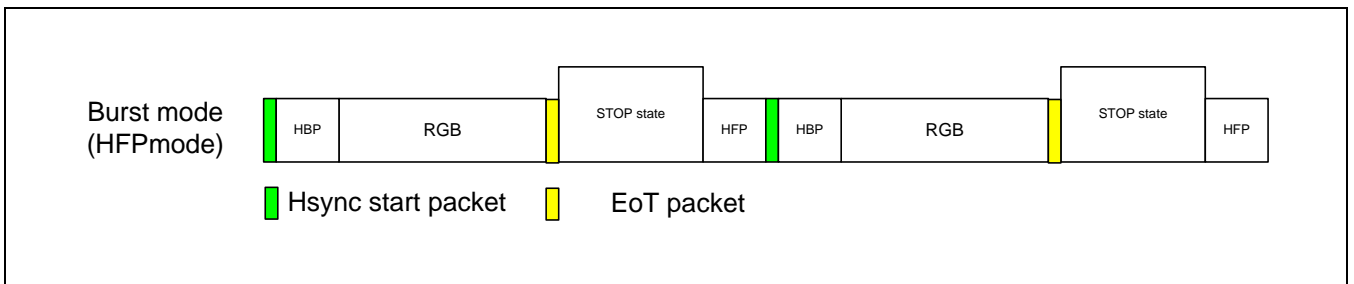 Burst mode
(HFPmode)
HBP
RGB
STOP state
HFP
HBP
RGB
STOP state
HFP
Hsync start packet
EoT packet